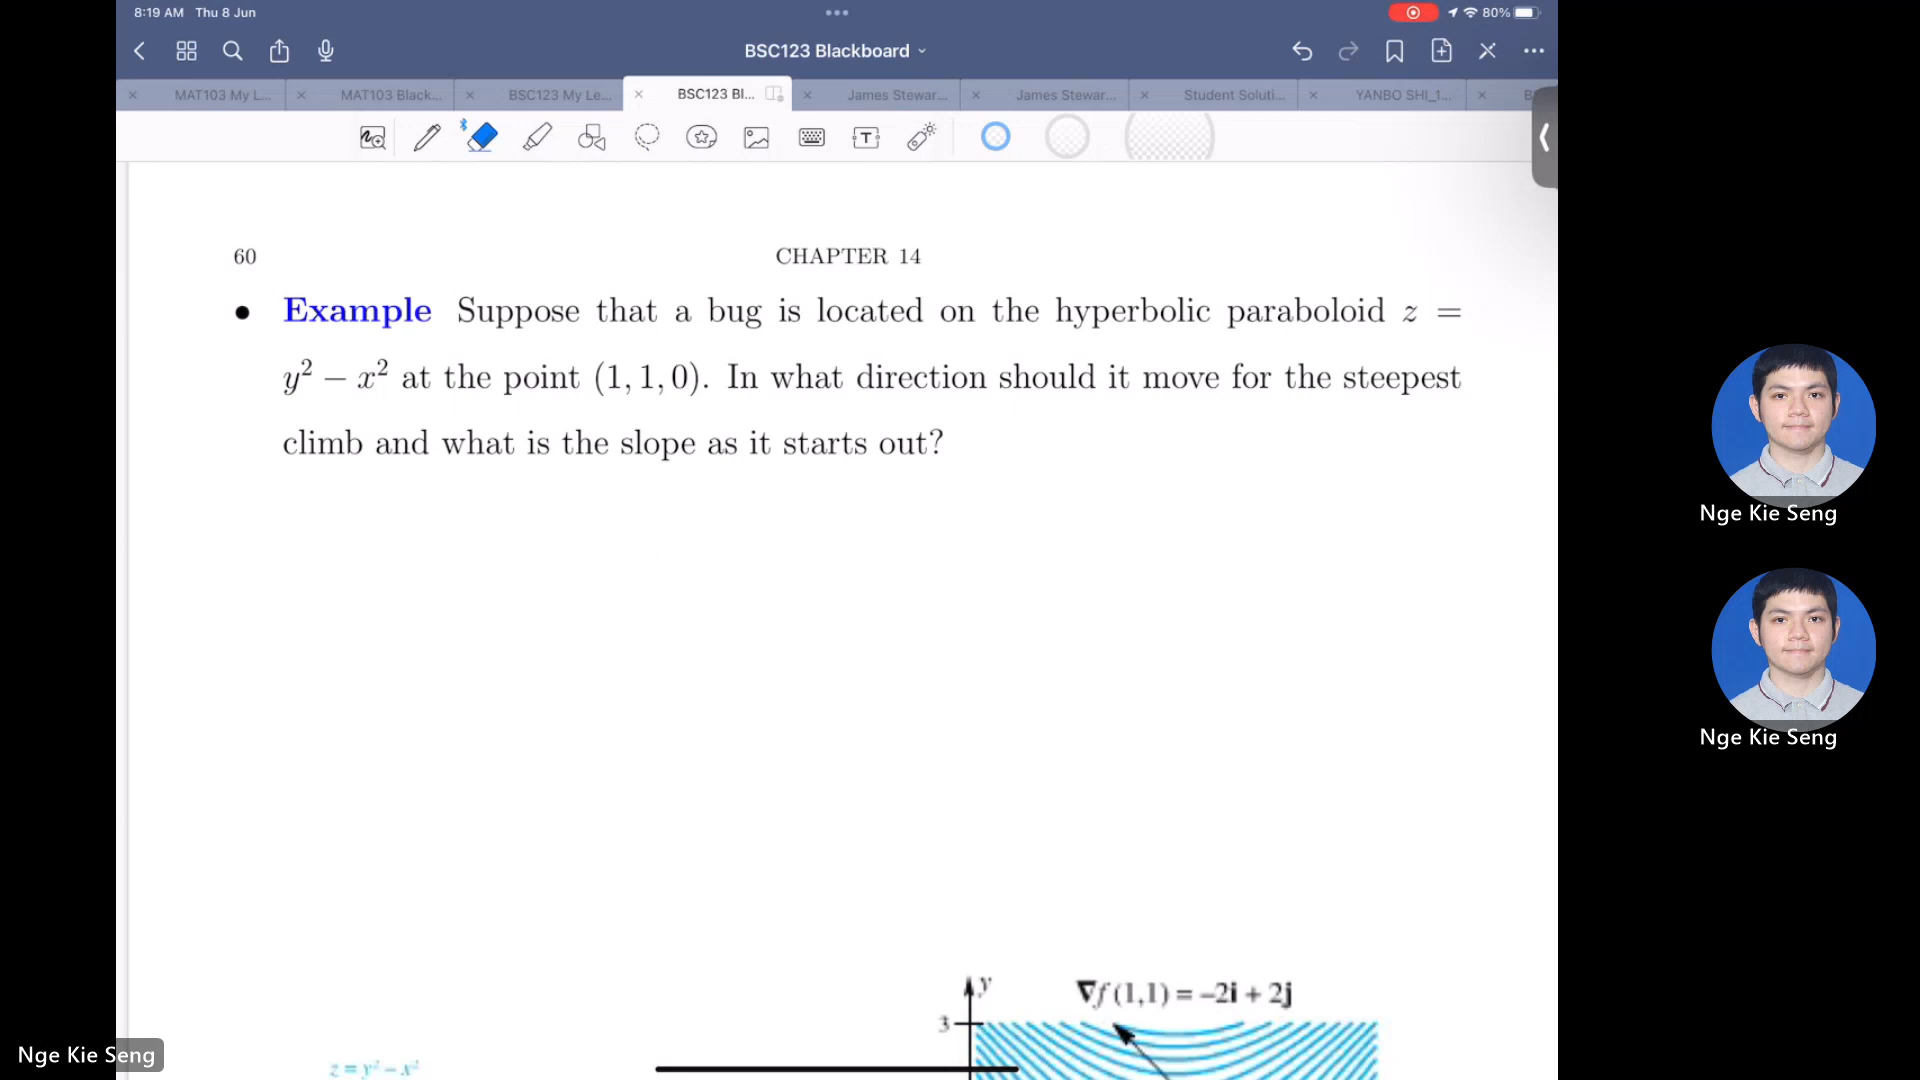 8:19 AM Thu 8 Jun
80%
BSC123 Blackboard
MAT103 My L...
MAT103 Black...
BSC123 My Le...
BSC123 Bl...
James Stewar...
James Stewar...
Student Soluti...
YANBO SHI_1...
60
CHAPTER 14
• Example Suppose that a bug is located on the hyperbolic paraboloid z =
y² − x² at the point (1, 1, 0). In what direction should it move for the steepest
climb and what is the slope as it starts out?
y
∇f (1,1) = −2i + 2j
3
z = y² − x²
Nge Kie Seng
Nge Kie Seng
Nge Kie Seng